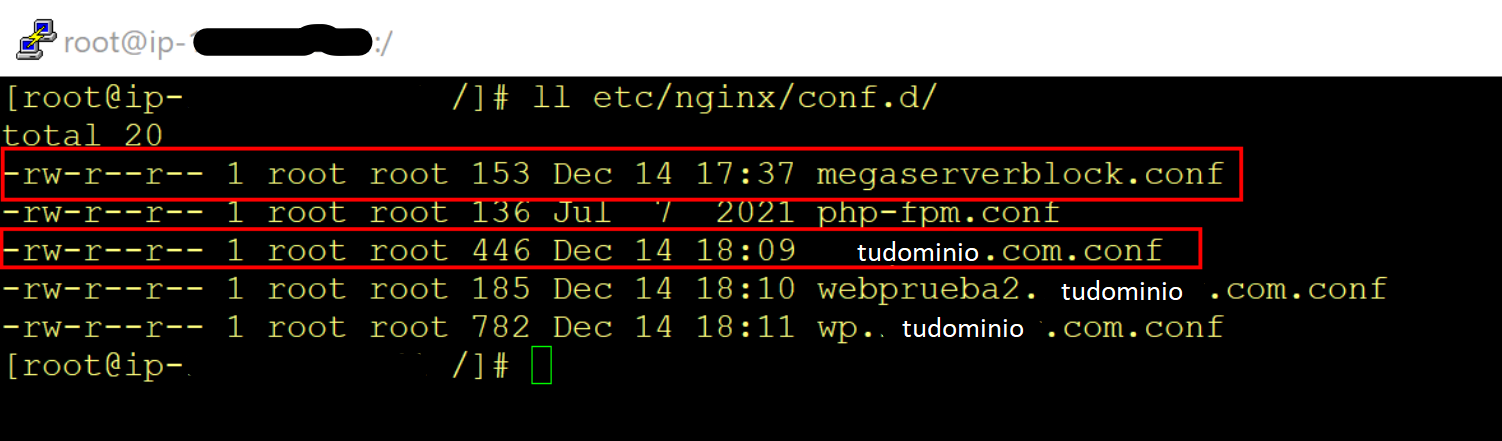 root@ip- :/
[root@ip- /]# ll etc/nginx/conf.d/
total 20
-rw-r--r-- 1 root root 153 Dec 14 17:37 megaserverblock.conf
-rw-r--r-- 1 root root 136 Jul 7 2021 php-fpm.conf
-rw-r--r-- 1 root root 446 Dec 14 18:09 tudominio.com.conf
-rw-r--r-- 1 root root 185 Dec 14 18:10 webprueba2. tudominio .com.conf
-rw-r--r-- 1 root root 782 Dec 14 18:11 wp.. tudominio .com.conf
[root@ip- /]#